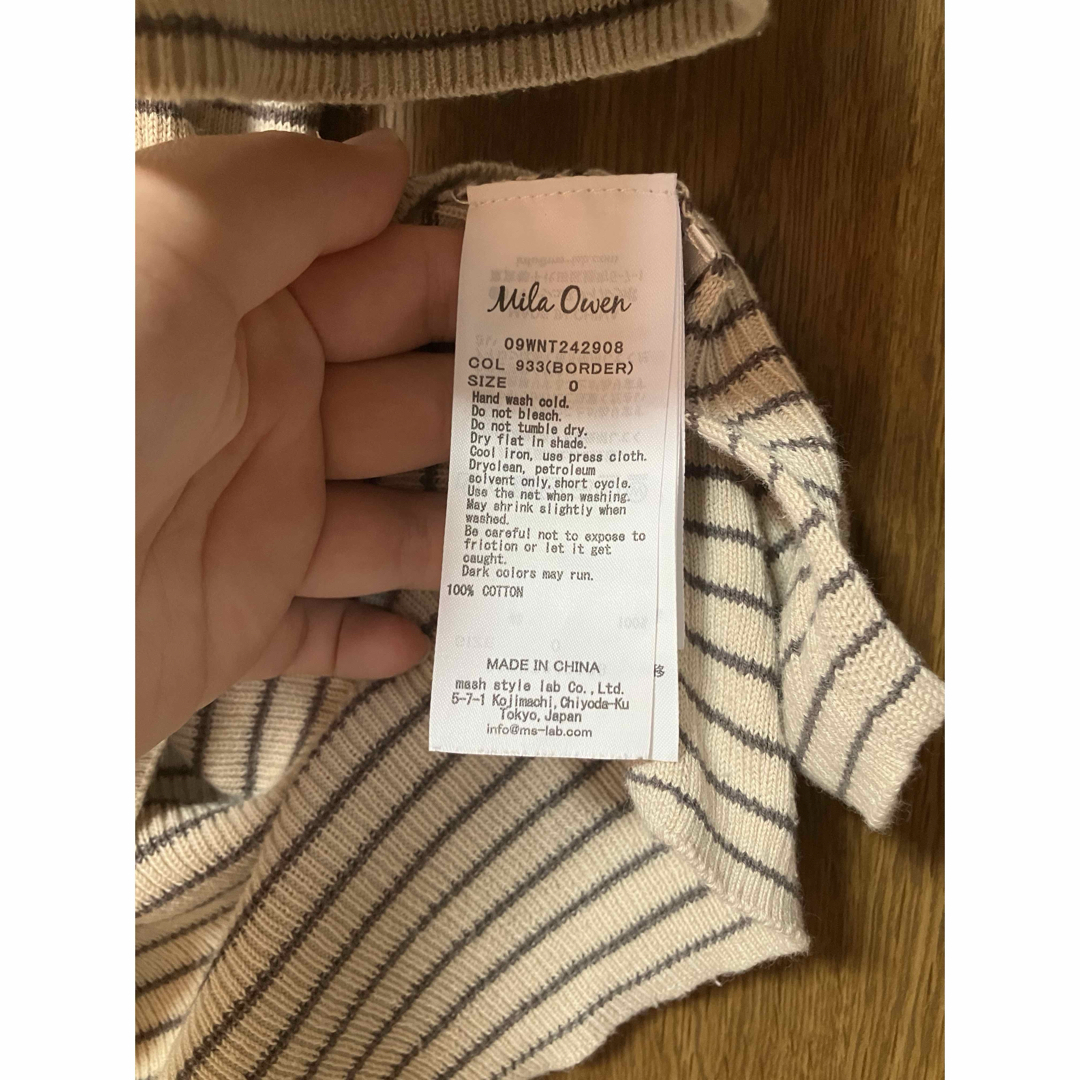 Mila Owen
09WNT242908
COL 933(BORDER)
SIZE 0
Hand wash cold.
Do not bleach.
Do not tumble dry.
Dry flat in shade.
Cool iron, use press cloth.
Dryclean, petroleum
solvent only,short cycle.
Use the net when washing.
May shrink slightly when
washed.
Be careful not to expose to
friction or let it get
caught.
Dark colors may run.
100% COTTON
MADE IN CHINA
mash style lab Co.,Ltd.
5-7-1 Kojimachi,Chiyoda-Ku
Tokyo,Japan
info@ms-lab.com
移